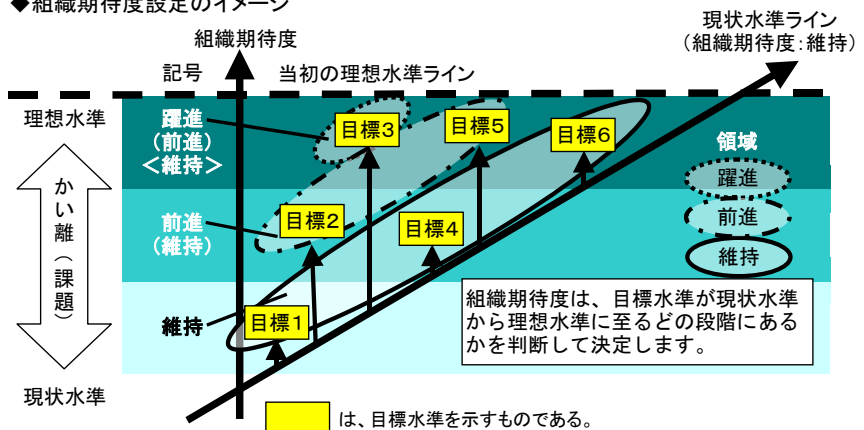 ◆組織期待度設定のイメージ
現状水準ライン
(組織期待度:維持)
組織期待度
記号
当初の理想水準ライン
理想水準
躍進
(前進)
<維持>
目標3
目標5
目標6
領域
躍進
前進
維持
かい離(課題)
前進
(維持)
目標2
目標4
維持
目標1
組織期待度は、目標水準が現状水準
から理想水準に至るどの段階にある
かを判断して決定します。
現状水準
は、目標水準を示すものである。